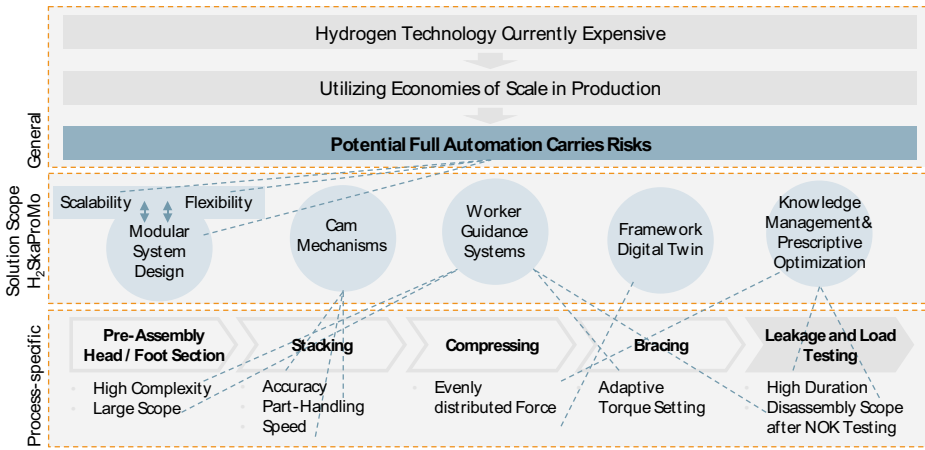 General
Hydrogen Technology Currently Expensive
Utilizing Economies of Scale in Production
Potential Full Automation Carries Risks
Solution Scope
H₂SkaProMo
Scalability
Flexibility
Modular
System
Design
Cam
Mechanisms
Worker
Guidance
Systems
Framework
Digital Twin
Knowledge
Management&
Prescriptive
Optimization
Process-specific
Pre-Assembly
Head / Foot Section
• High Complexity
• Large Scope
Stacking
• Accuracy
• Part-Handling
Speed
Compressing
• Evenly
distributed Force
Bracing
• Adaptive
Torque Setting
Leakage and Load
Testing
• High Duration
• Disassembly Scope
after NOK Testing